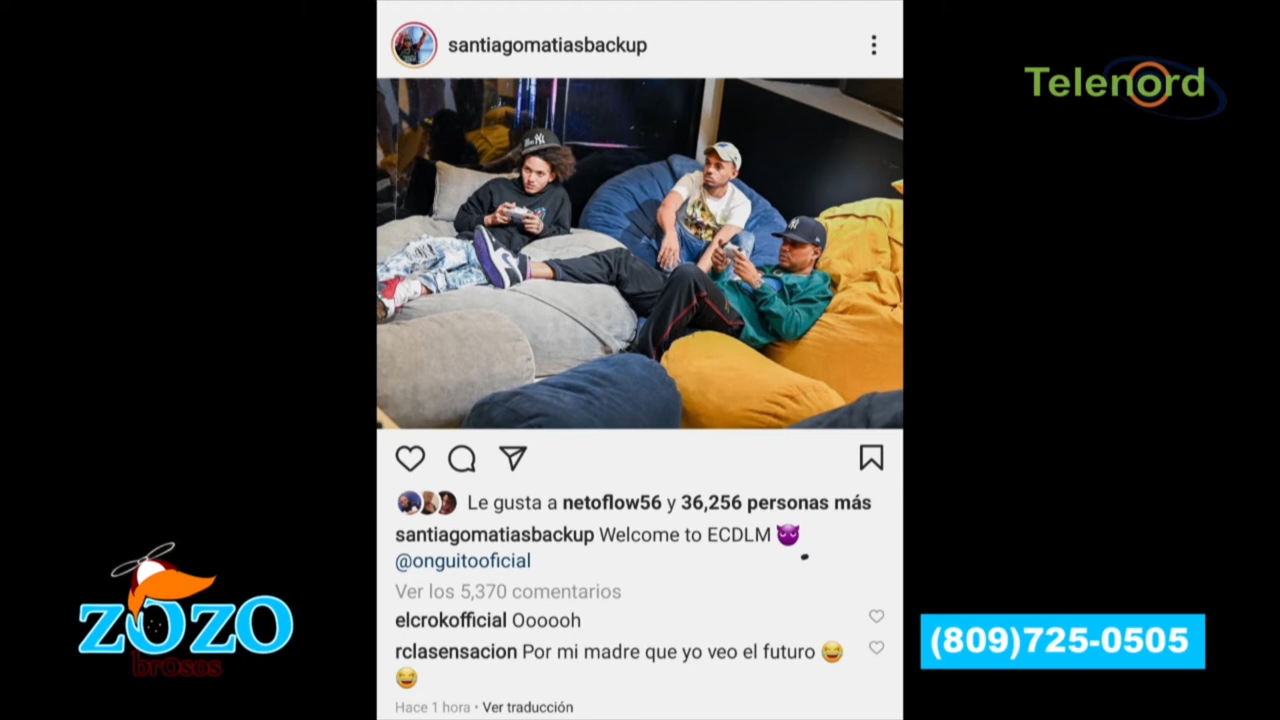 santiagomatiasbackup
Telenord
Le gusta a netoflow56 y 36,256 personas más
santiagomatiasbackup Welcome to ECDLM 😈
@onguitooficial
Ver los 5,370 comentarios
elcrokofficial Oooooh
rclasensacion Por mi madre que yo veo el futuro 😂
😂
Hace 1 hora • Ver traducción
zOzO
brOsos
(809)725-0505